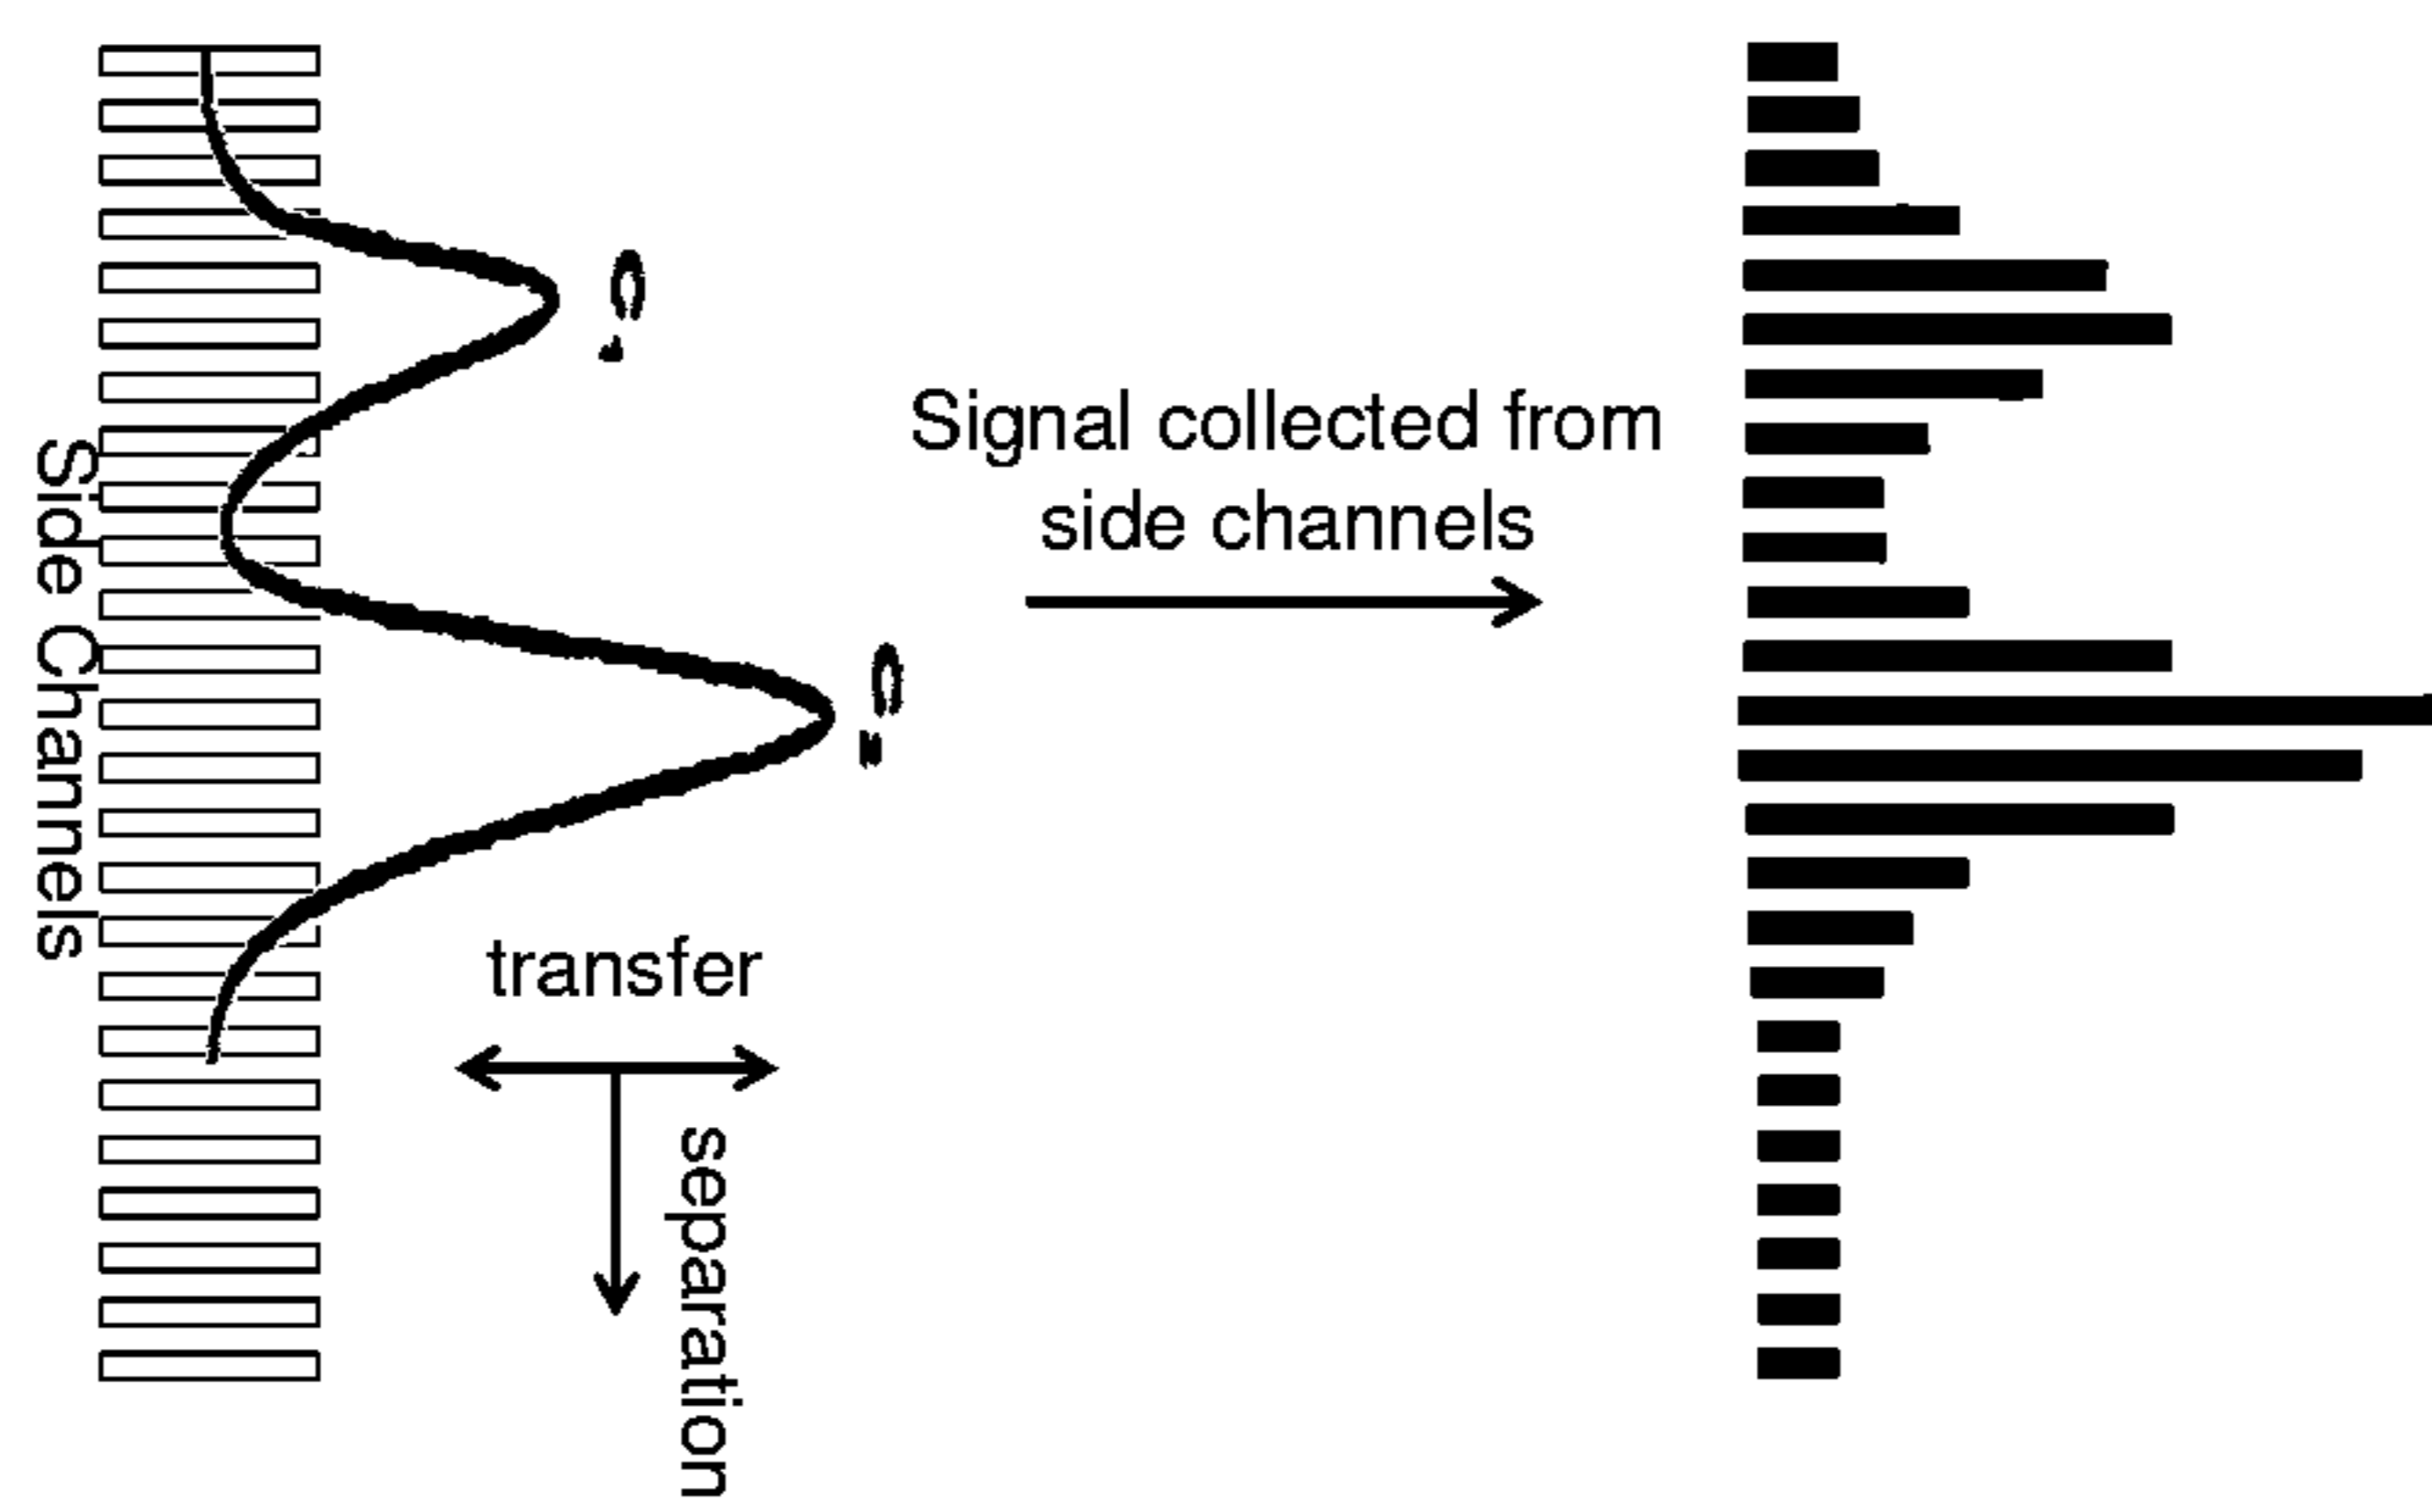 Side Channels
Signal collected from
side channels
transfer
separation